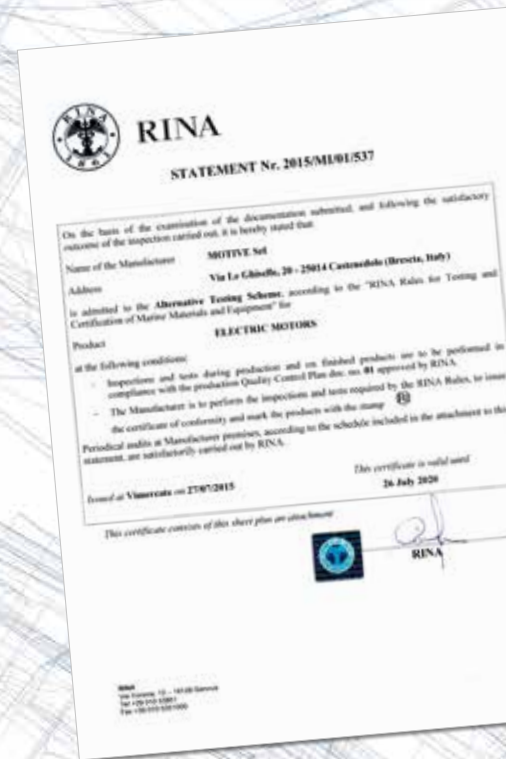 RINA
1861
RINA
STATEMENT Nr. 2015/MI/01/537
On the basis of the examination of the documentation submitted, and following the satisfactory
outcome of the inspection carried out, it is hereby stated that
Name of the Manufacturer MOTIVE Srl
Address Via Le Ghiselle, 20 - 25014 Castenedolo (Brescia, Italy)
is admitted to the Alternative Testing Scheme, according to the "RINA Rules for Testing and
Certification of Marine Materials and Equipment" for
Product ELECTRIC MOTORS
at the following conditions:
- Inspections and tests during production and on finished products are to be performed in
compliance with the production Quality Control Plan doc. no. 01 approved by RINA.
- The Manufacturer is to perform the inspections and tests required by the RINA Rules, to issue
the certificate of conformity and mark the products with the stamp
Periodical audits at Manufacturer premises, according to the schedule included in the attachment to this
statement, are satisfactorily carried out by RINA.
Issued at Vimercate on 27/07/2015
This certificate is valid until
26 July 2020
This certificate consists of this sheet plus an attachment
RINA
RINA